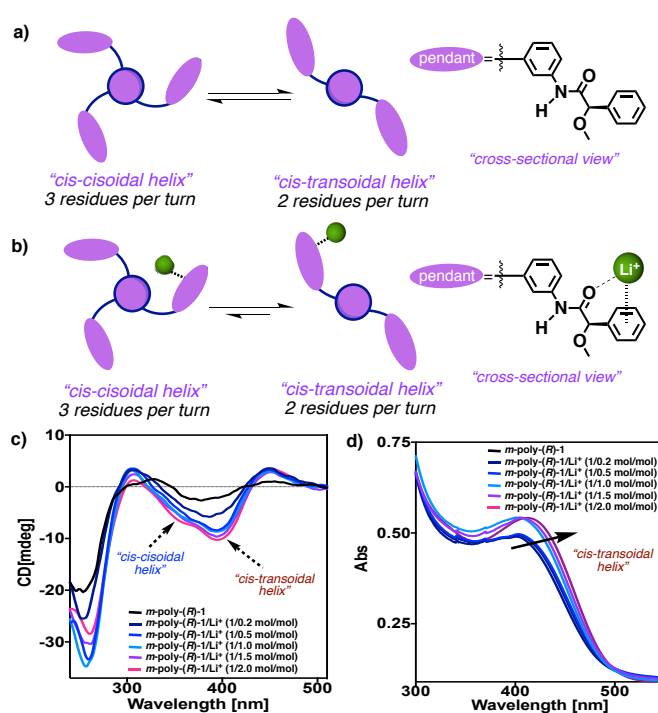 a)
pendant
=
N
H
O
O
"cis-cisoidal helix"
3 residues per turn
"cis-transoidal helix"
2 residues per turn
"cross-sectional view"
b)
pendant
=
N
H
O
O
Li+
"cis-cisoidal helix"
3 residues per turn
"cis-transoidal helix"
2 residues per turn
"cross-sectional view"
c)
CD[mdeg]
10
0
-10
-20
-30
"cis-cisoidal
helix"
"cis-transoidal
helix"
m-poly-(R)-1
m-poly-(R)-1/Li+ (1/0.2 mol/mol)
m-poly-(R)-1/Li+ (1/0.5 mol/mol)
m-poly-(R)-1/Li+ (1/1.0 mol/mol)
m-poly-(R)-1/Li+ (1/1.5 mol/mol)
m-poly-(R)-1/Li+ (1/2.0 mol/mol)
300
400
500
Wavelength [nm]
d)
Abs
0.75
0.50
0.25
m-poly-(R)-1
m-poly-(R)-1/Li+ (1/0.2 mol/mol)
m-poly-(R)-1/Li+ (1/0.5 mol/mol)
m-poly-(R)-1/Li+ (1/1.0 mol/mol)
m-poly-(R)-1/Li+ (1/1.5 mol/mol)
m-poly-(R)-1/Li+ (1/2.0 mol/mol)
"cis-transoidal
helix"
300
400
500
Wavelength [nm]